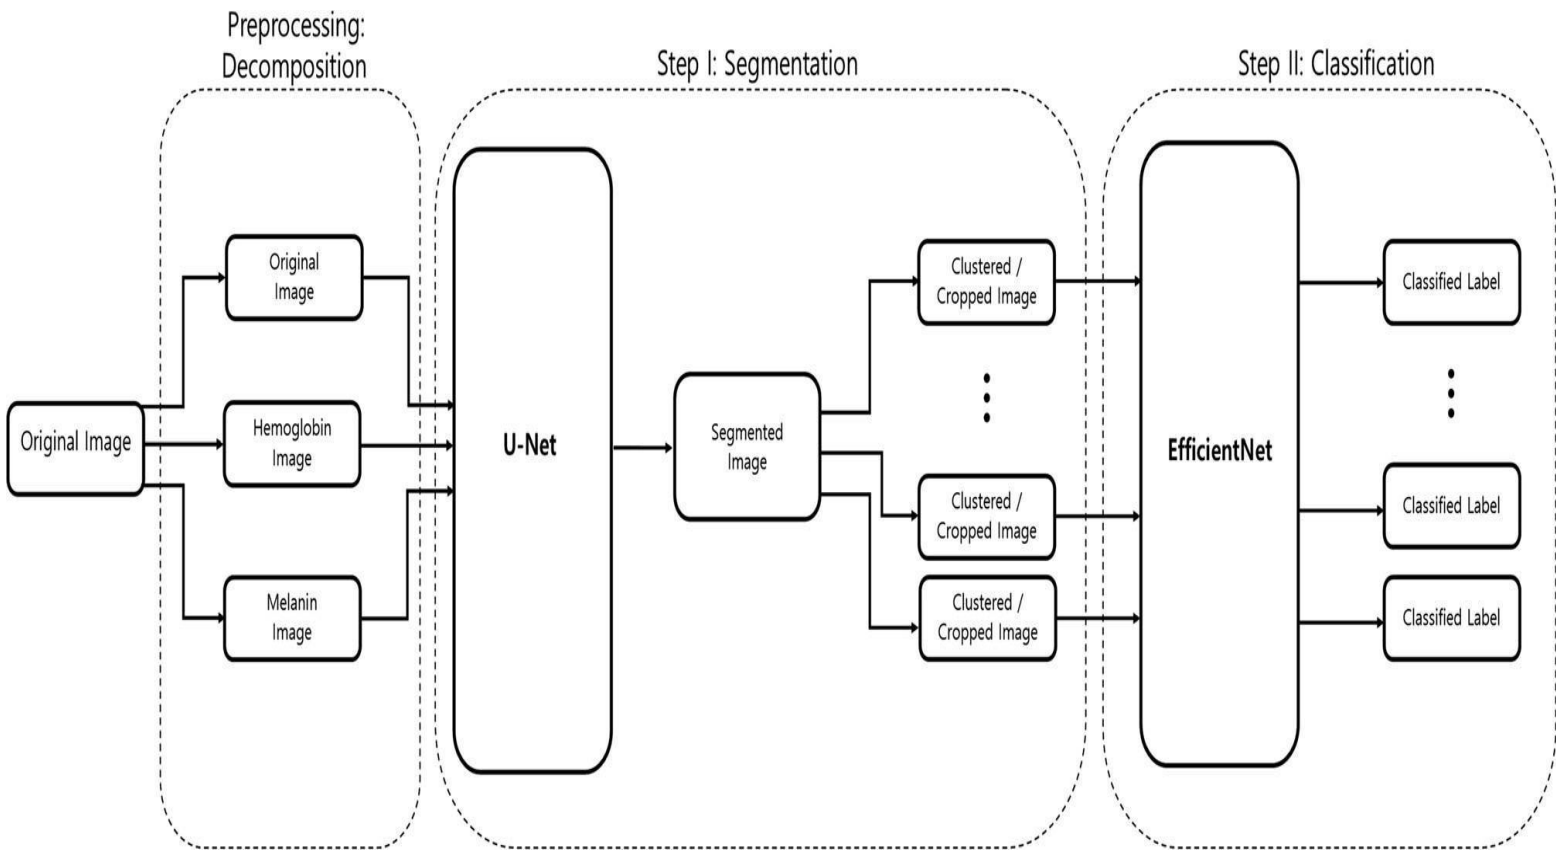 Preprocessing:
Decomposition
Step I: Segmentation
Step II: Classification
Original Image
Original
Image
Hemoglobin
Image
Melanin
Image
U-Net
Segmented
Image
Clustered /
Cropped Image
Clustered /
Cropped Image
Clustered /
Cropped Image
EfficientNet
Classified Label
Classified Label
Classified Label